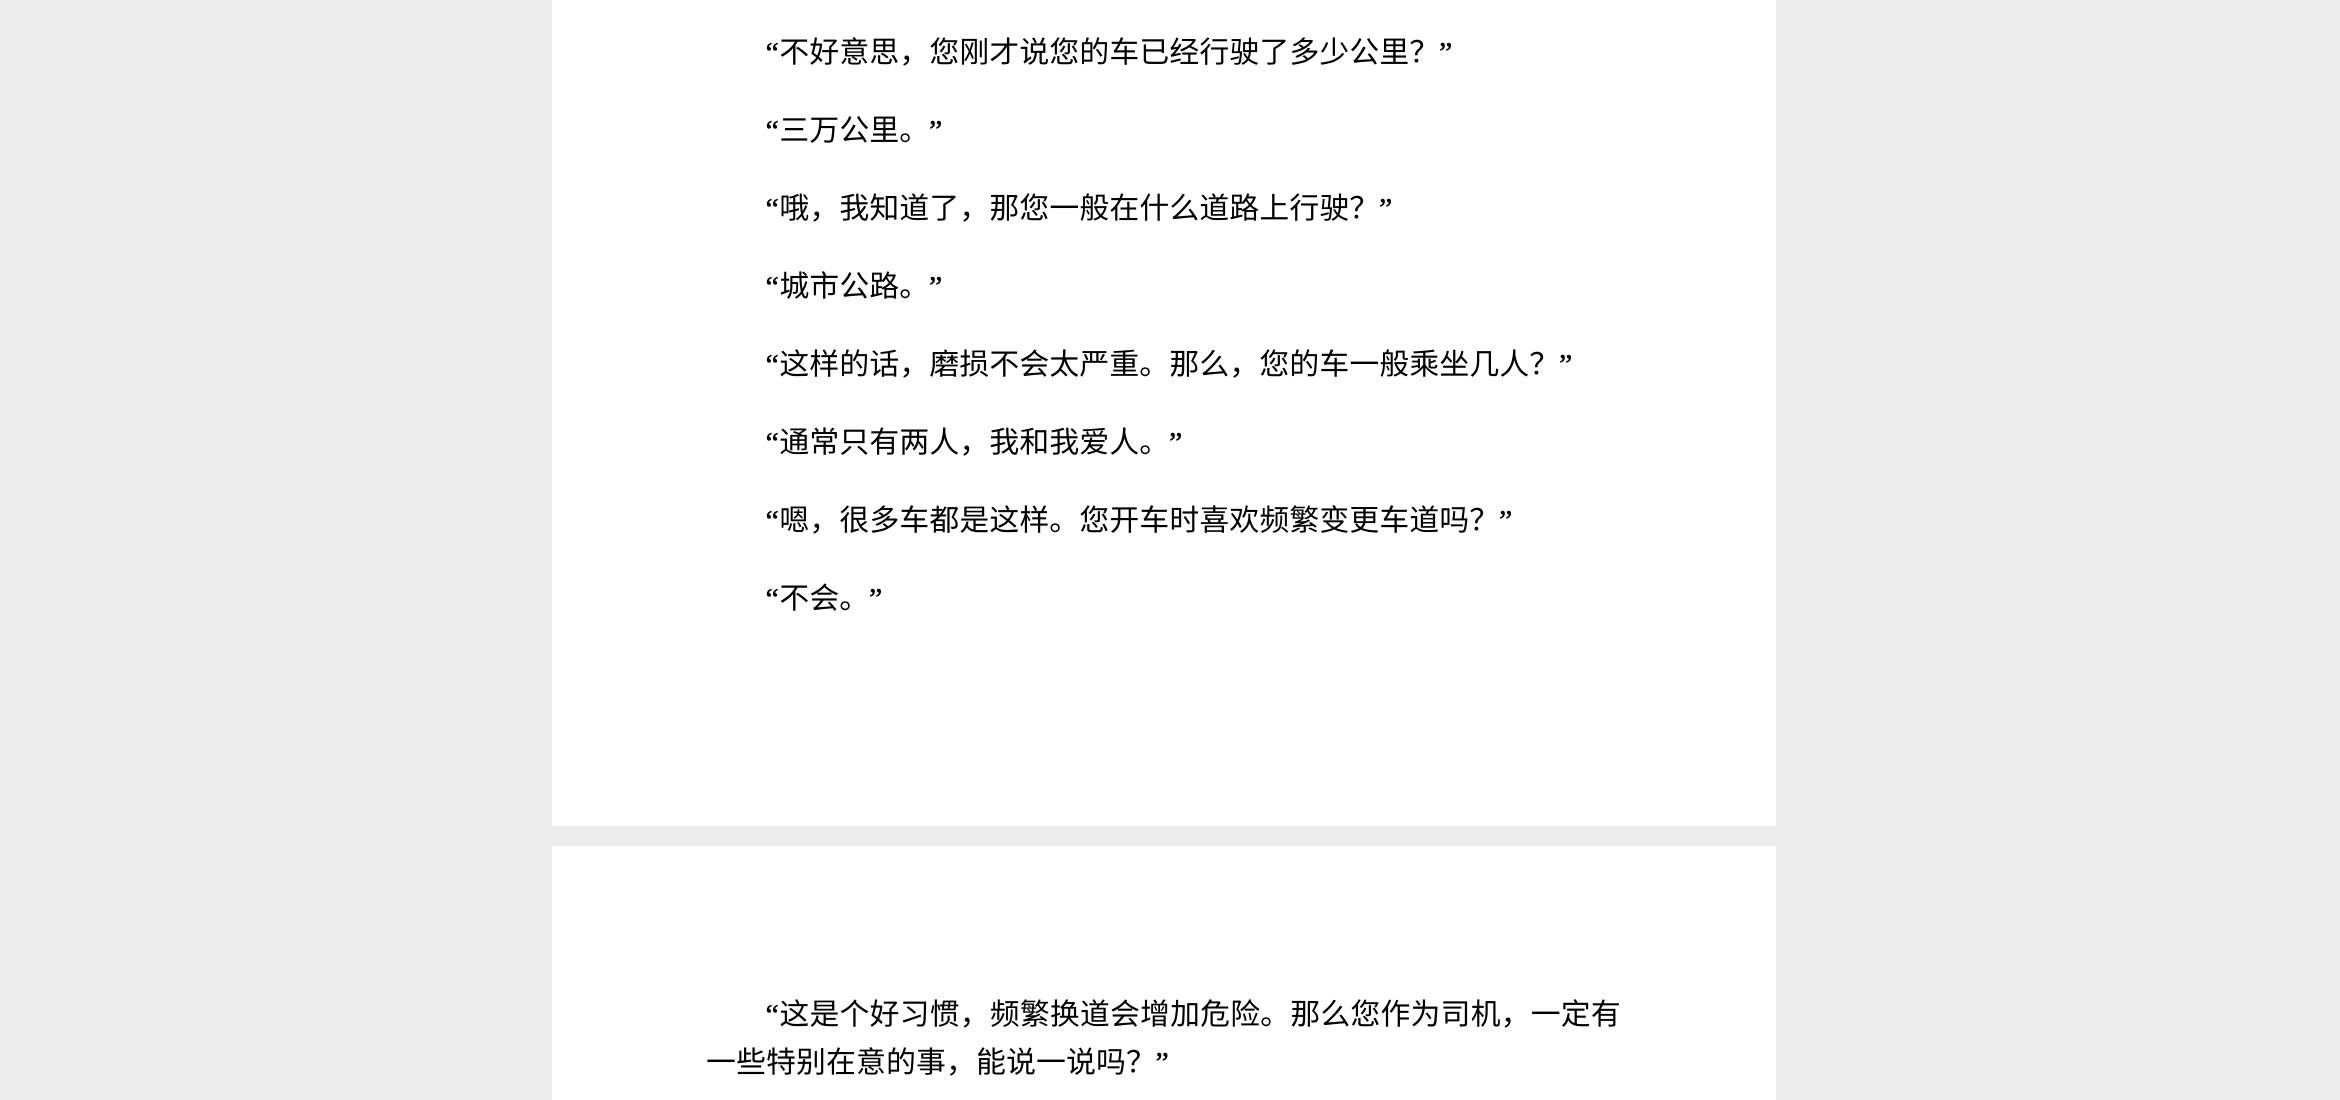 “不好意思，您刚才说您的车已经行驶了多少公里？”
“三万公里。”
“哦，我知道了，那您一般在什么道路上行驶？”
“城市公路。”
“这样的话，磨损不会太严重。那么，您的车一般乘坐几人？”
“通常只有两人，我和我爱人。”
“嗯，很多车都是这样。您开车时喜欢频繁变更车道吗？”
“不会。”
“这是个好习惯，频繁换道会增加危险。那么您作为司机，一定有
一些特别在意的事，能说一说吗？”